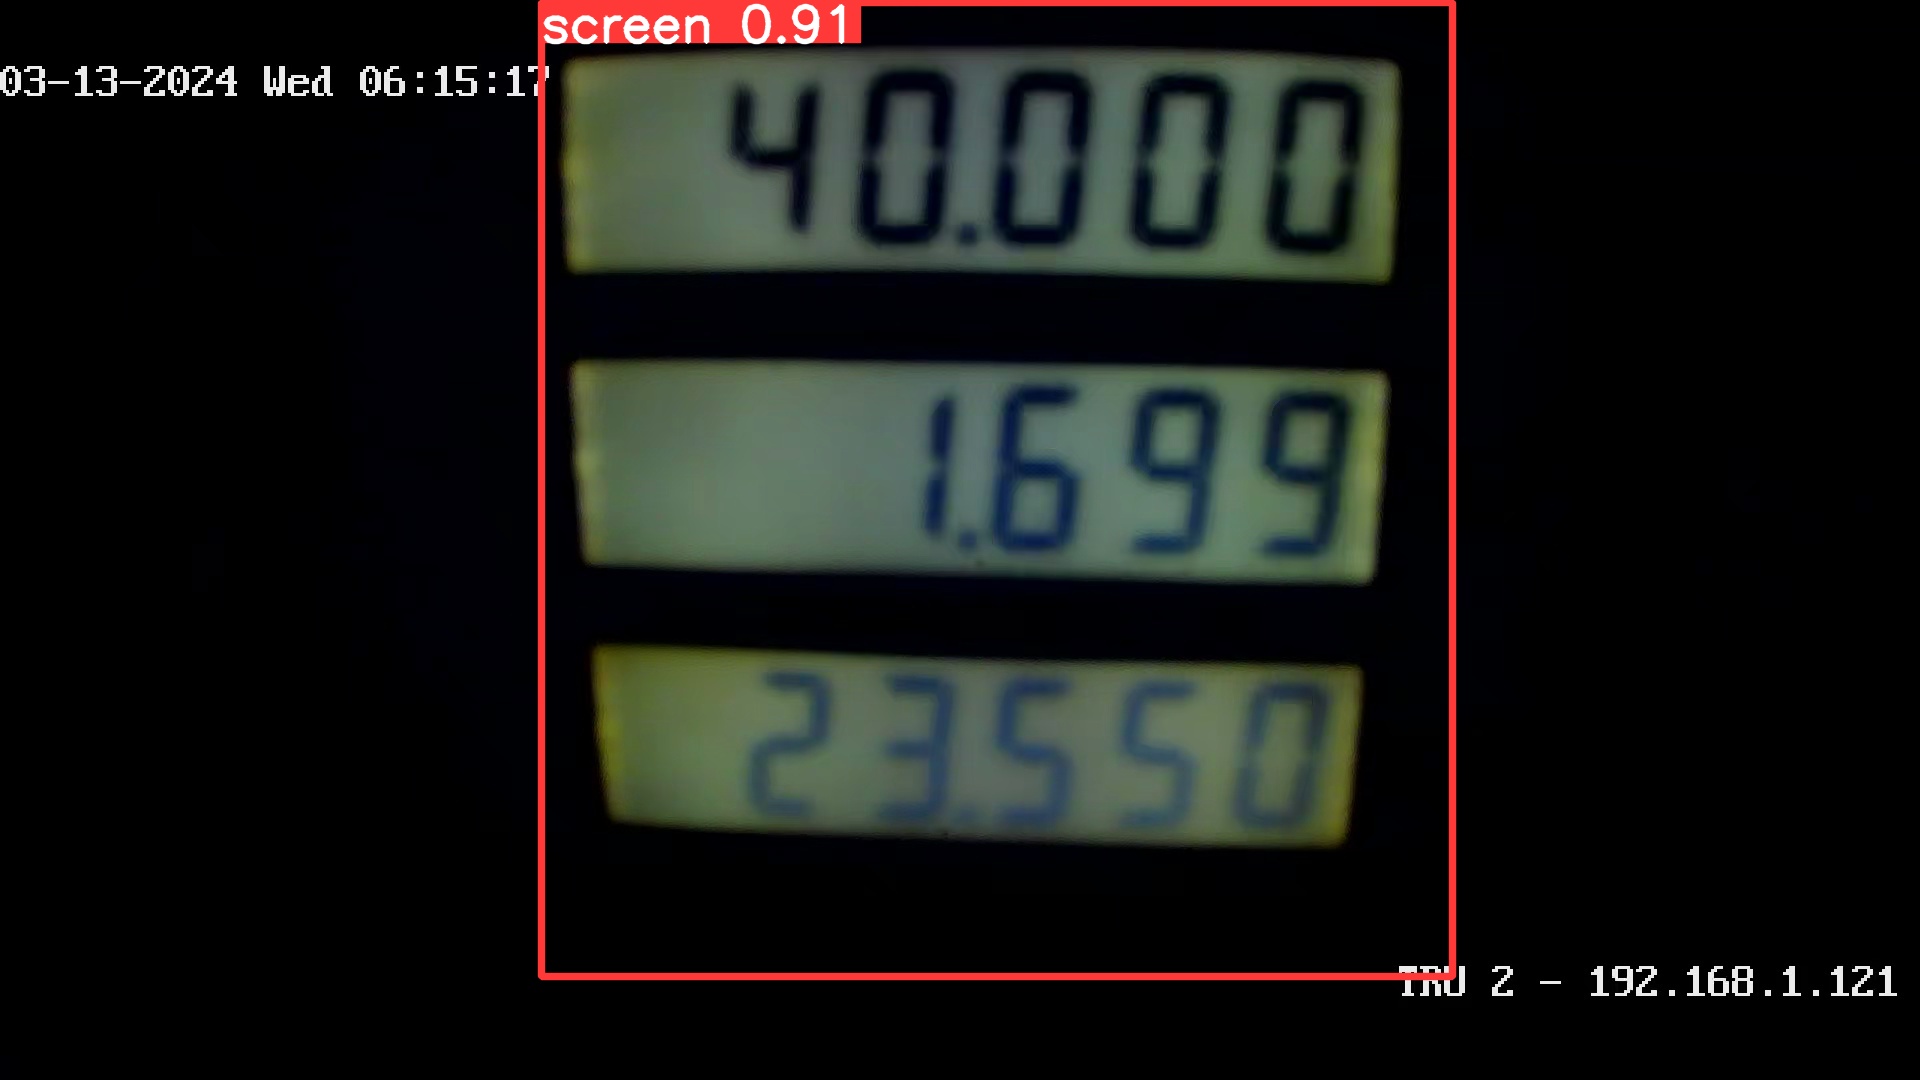 screen 0.91
03-13-2024 Wed 06:15:17
40.000
1.699
23.550
TRU 2 - 192.168.1.121